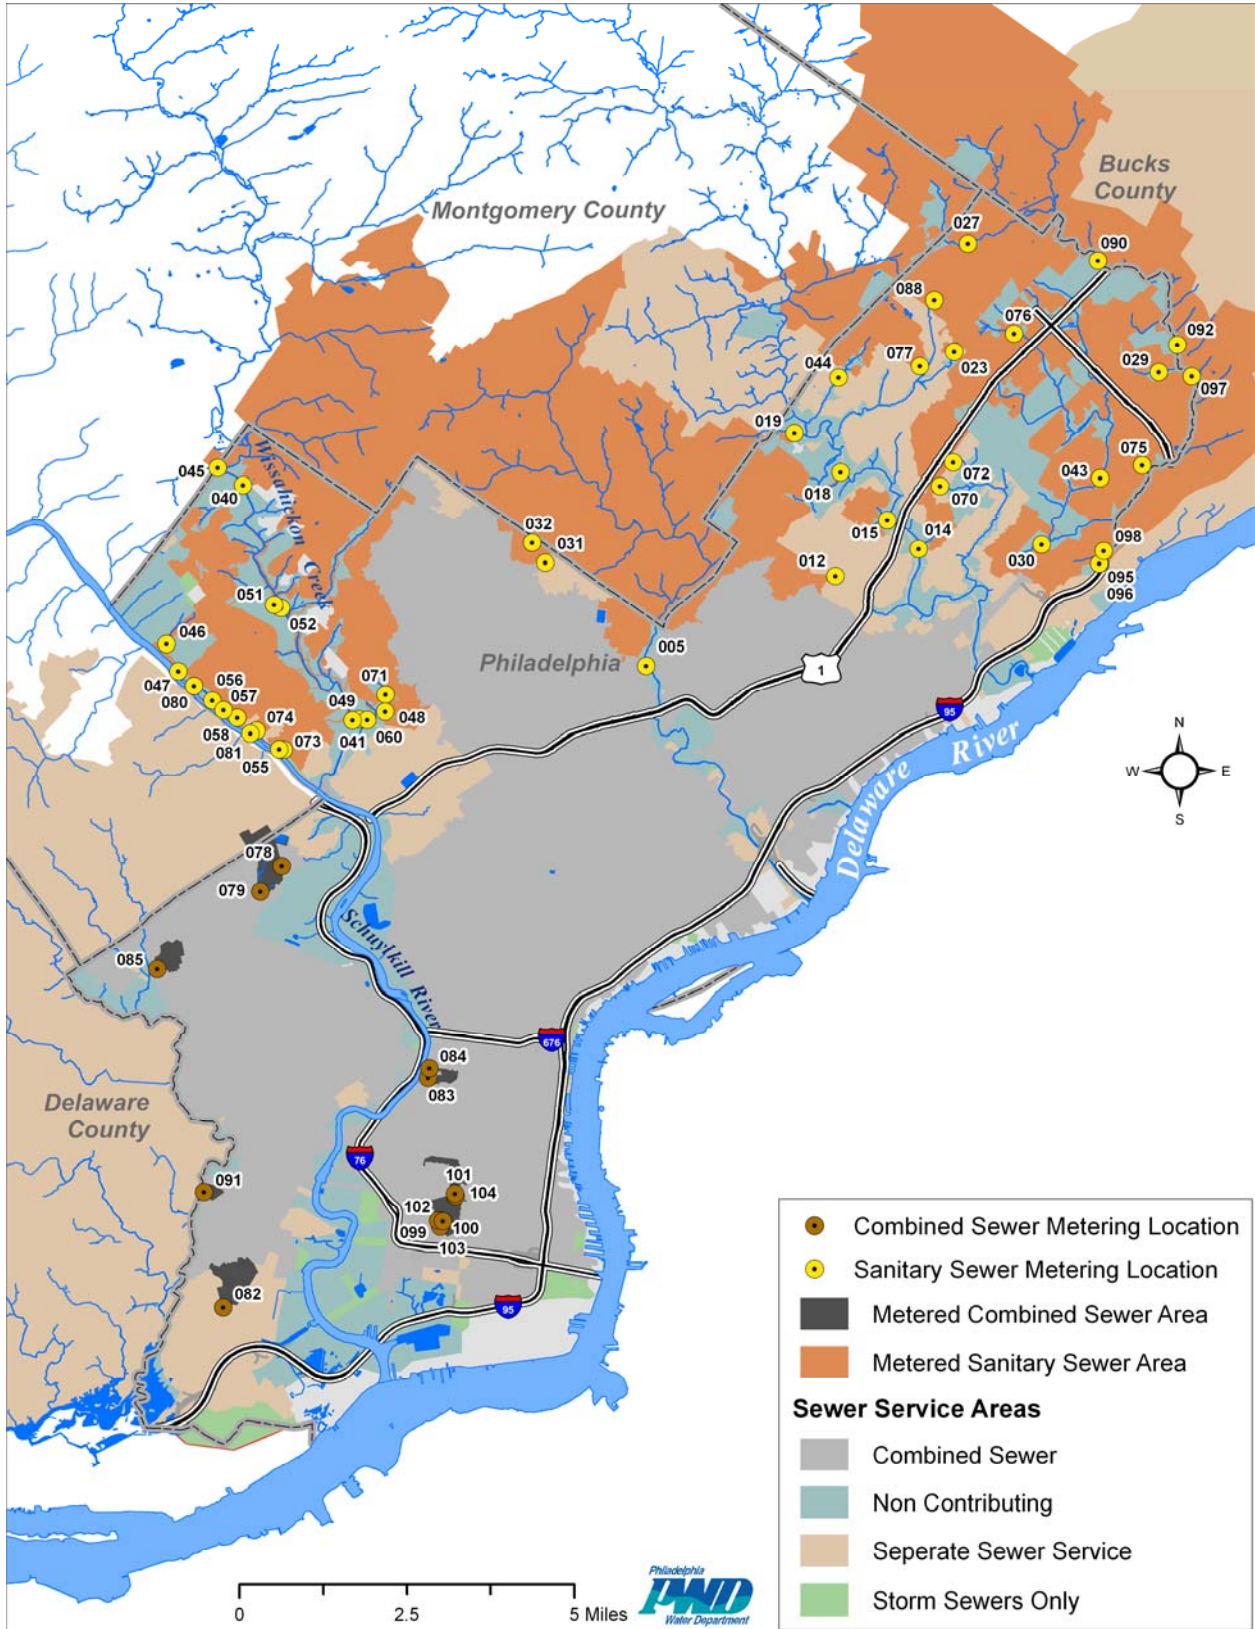 Bucks
County
Montgomery County
027
090
088
076
092
044
077
023
029
097
019
045
040
Wissahickon
Creek
018
072
070
043
075
032
031
015
014
012
030
098
095
096
051
052
005
Philadelphia
1
046
047
080
056
057
058
081
055
074
073
049
041
071
048
060
95
Delaware River
N
W
E
S
078
079
085
Schuylkill River
676
084
083
Delaware
County
76
091
101
104
102
099
100
103
082
95
Combined Sewer Metering Location
Sanitary Sewer Metering Location
Metered Combined Sewer Area
Metered Sanitary Sewer Area
Sewer Service Areas
Combined Sewer
Non Contributing
Seperate Sewer Service
Storm Sewers Only
0
2.5
5 Miles
Philadelphia
PWD
Water Department